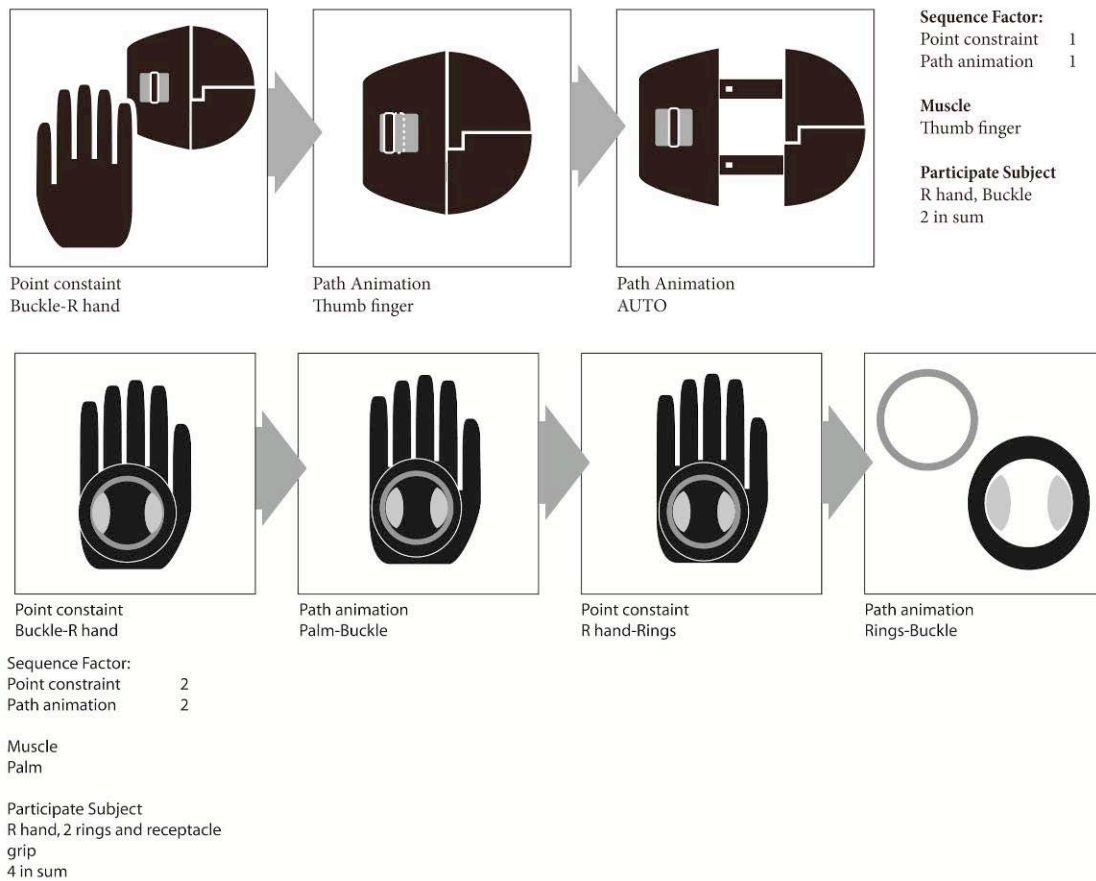 Sequence Factor:
Point constraint 1
Path animation 1
Muscle
Thumb finger
Participate Subject
R hand, Buckle
2 in sum
Point constaint
Buckle-R hand
Path Animation
Thumb finger
Path Animation
AUTO
Point constaint
Buckle-R hand
Path animation
Palm-Buckle
Point constaint
R hand-Rings
Path animation
Rings-Buckle
Sequence Factor:
Point constraint 2
Path animation 2
Muscle
Palm
Participate Subject
R hand, 2 rings and receptacle
grip
4 in sum